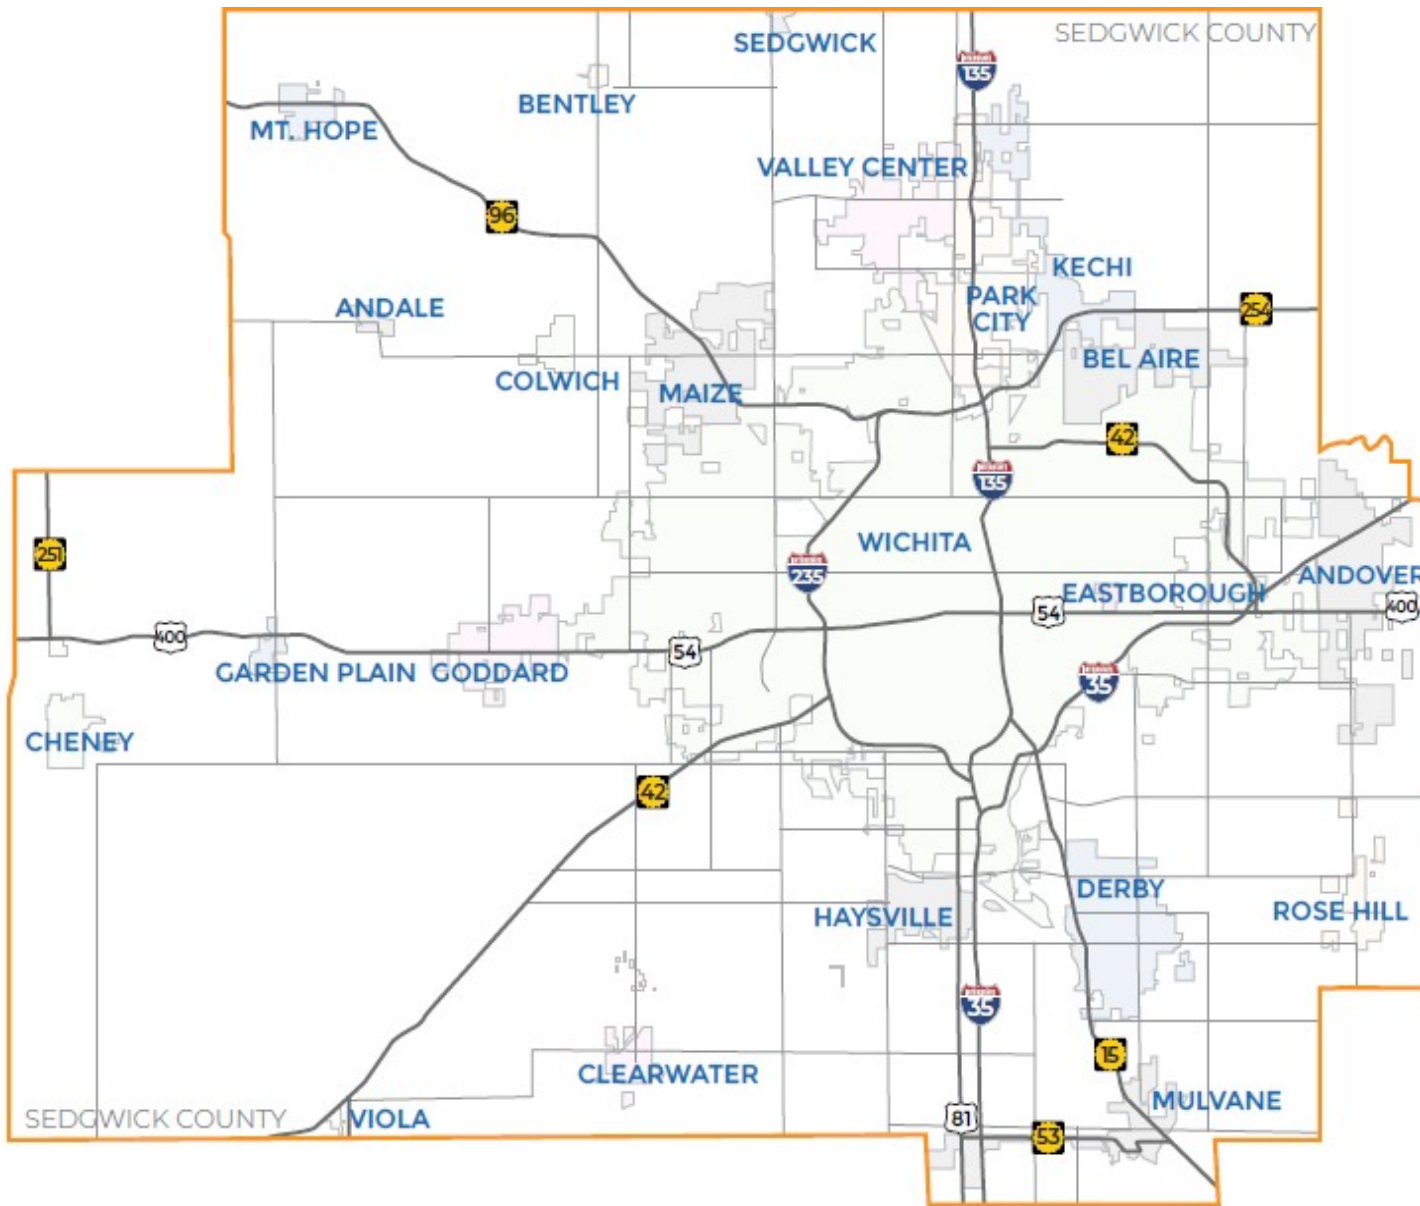 SEDGWICK
SEDGWICK COUNTY
135
BENTLEY
MT. HOPE
VALLEY CENTER
96
KECHI
ANDALE
PARK
CITY
254
BEL AIRE
COLWICH
MAIZE
42
135
WICHITA
251
235
ANDOVER
EASTBOROUGH
54
400
400
54
GARDEN PLAIN
GODDARD
35
CHENEY
42
DERBY
HAYSVILLE
ROSE HILL
35
15
CLEARWATER
MULVANE
SEDGWICK COUNTY
VIOLA
81
53